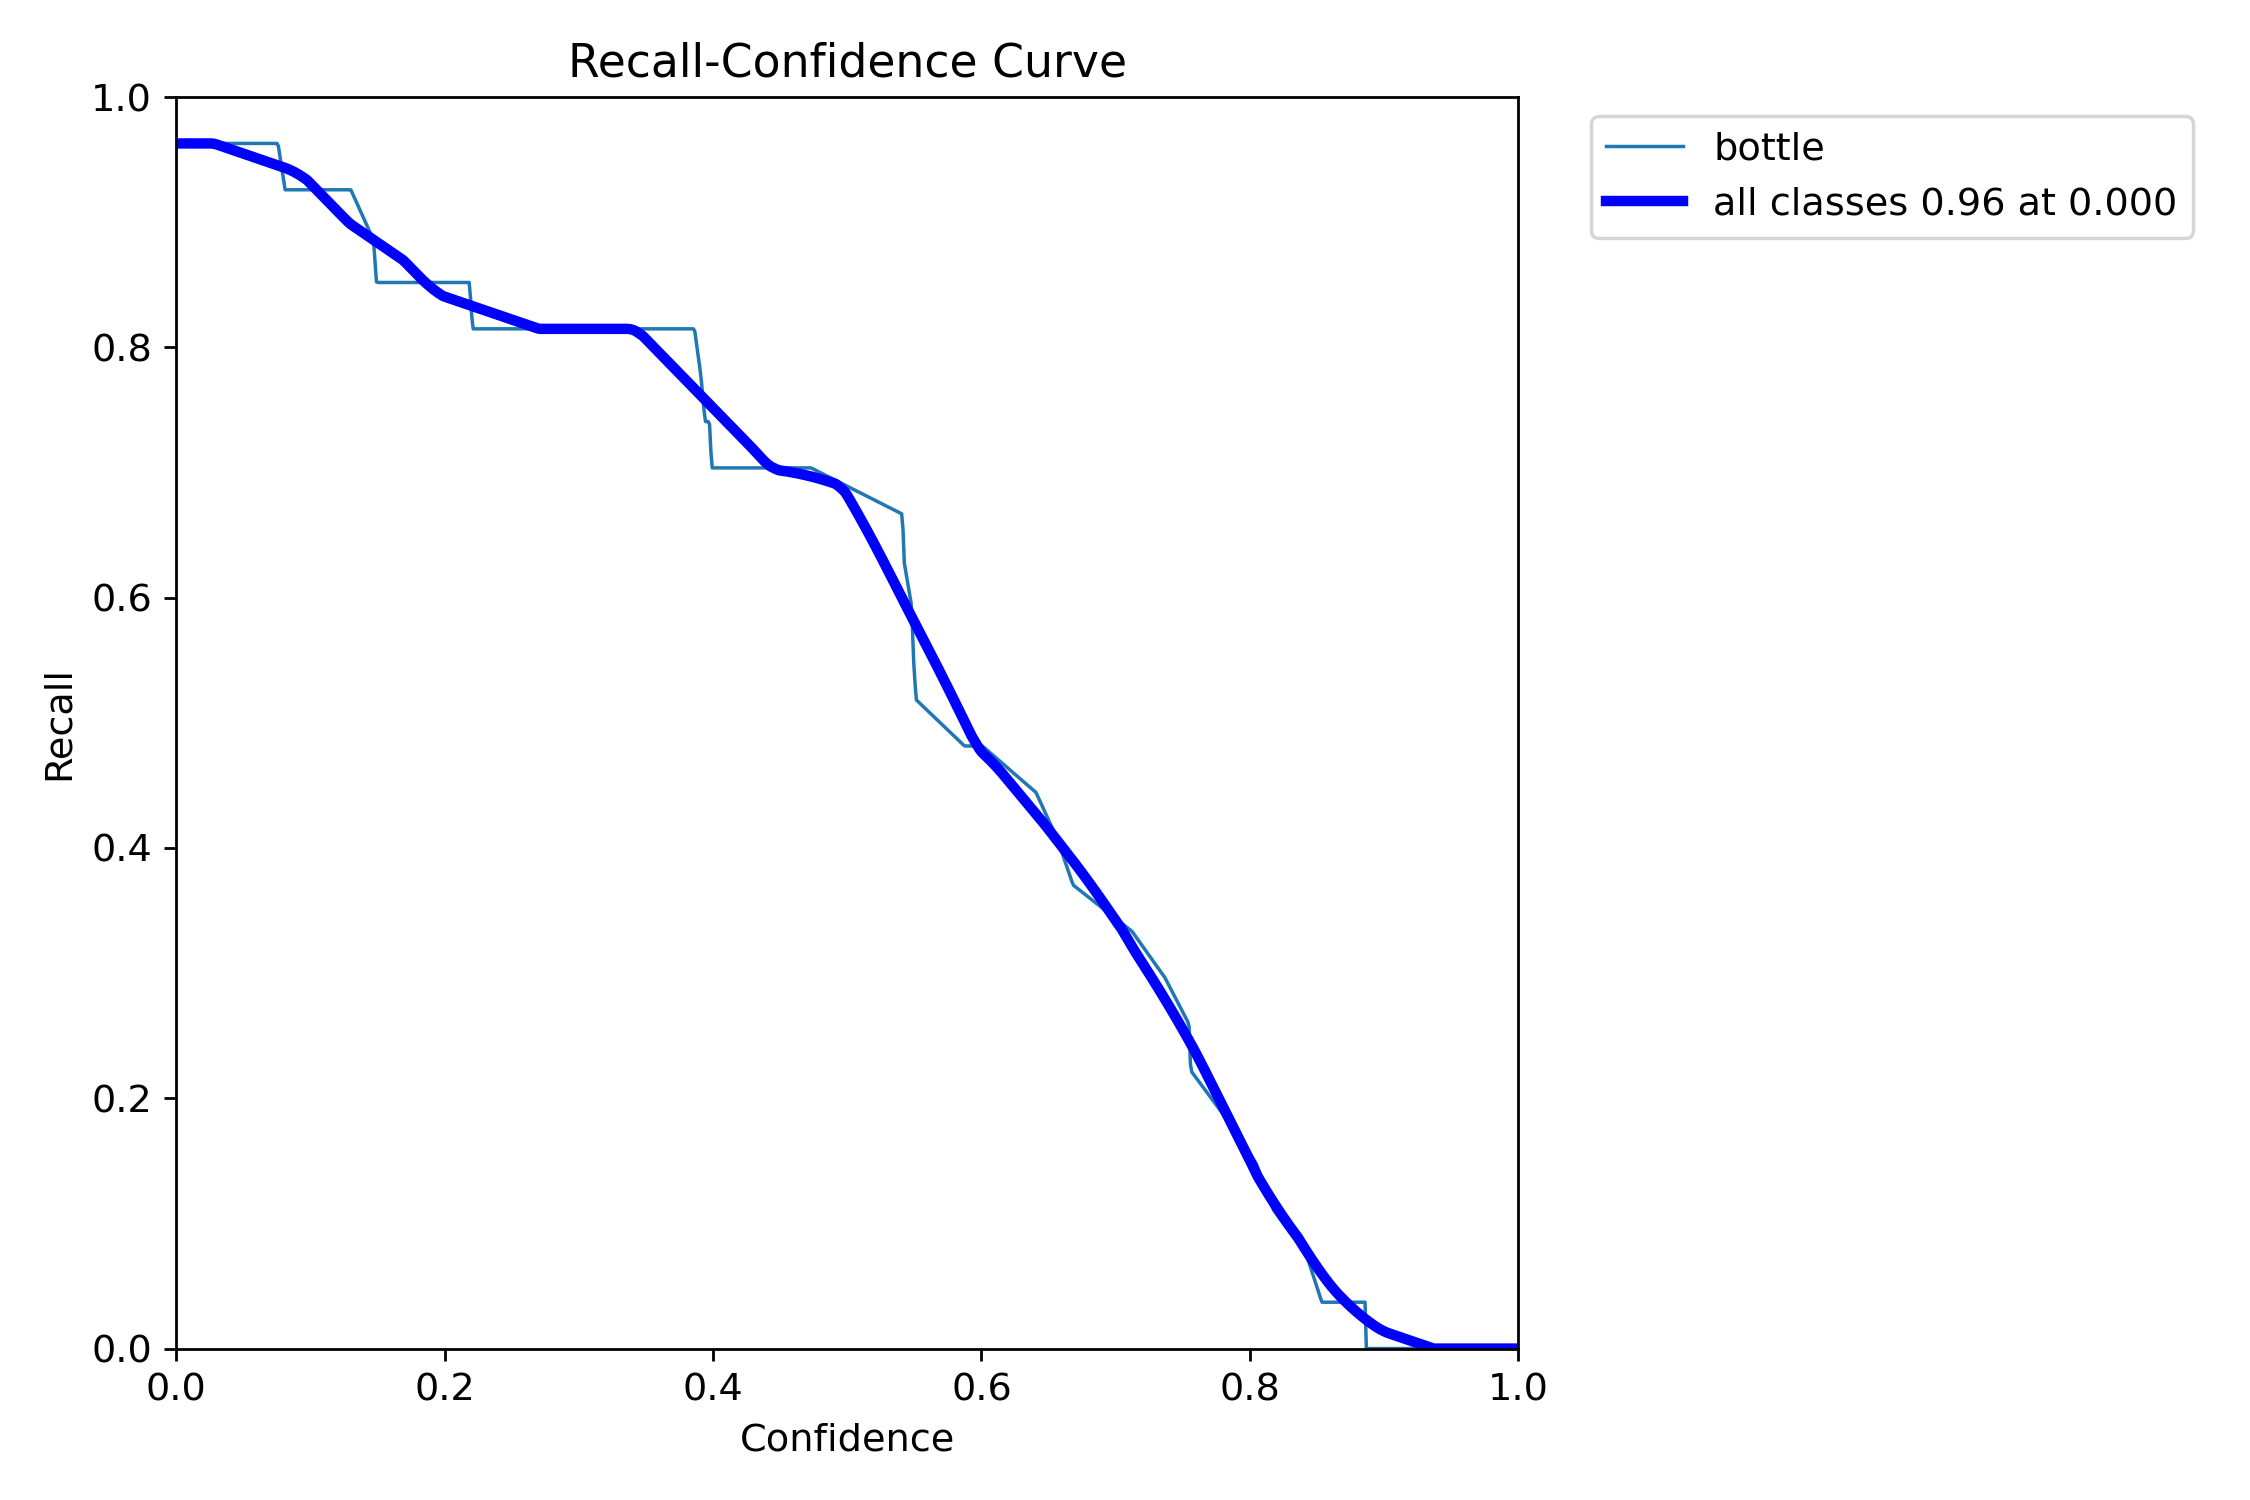 Recall-Confidence Curve
1.0
0.8
0.6
0.4
0.2
0.0
Recall
0.0 0.2 0.4 0.6 0.8 1.0
Confidence
bottle
all classes 0.96 at 0.000